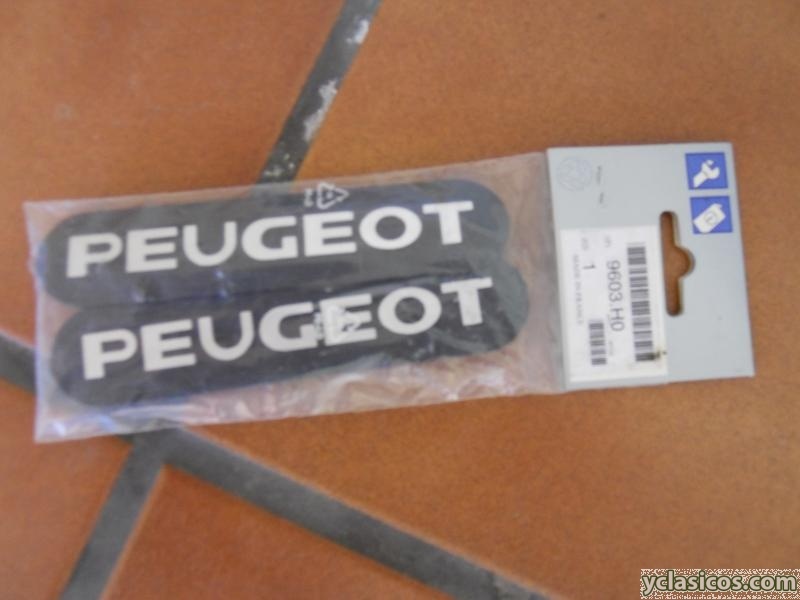 PEUGEOT
PEUGEOT
9603.H0
1
MADE IN FRANCE
yclasicos.com